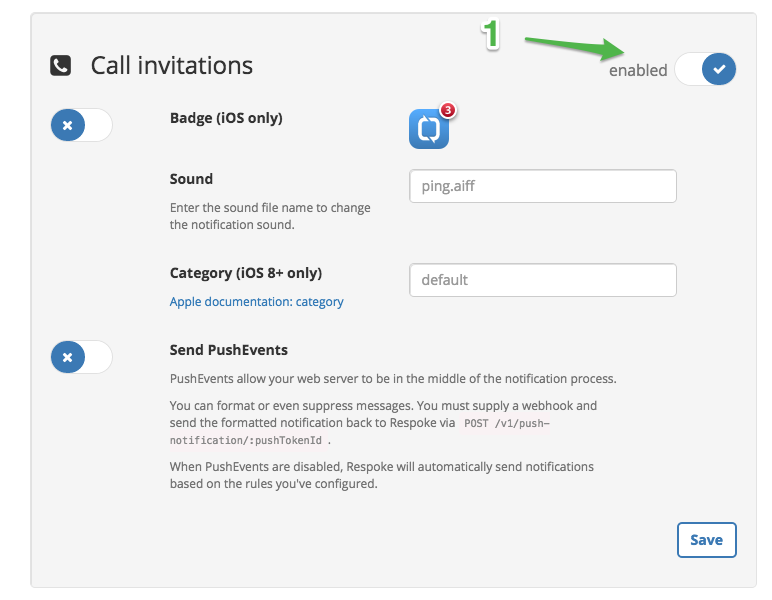 1
Call invitations
enabled
Badge (iOS only)
3
Sound
ping.aiff
Enter the sound file name to change
the notification sound.
Category (iOS 8+ only)
default
Apple documentation: category
Send PushEvents
PushEvents allow your web server to be in the middle of the notification process.
You can format or even suppress messages. You must supply a webhook and
send the formatted notification back to Respoke via POST /v1/push-
notification/:pushTokenId .
When PushEvents are disabled, Respoke will automatically send notifications
based on the rules you've configured.
Save